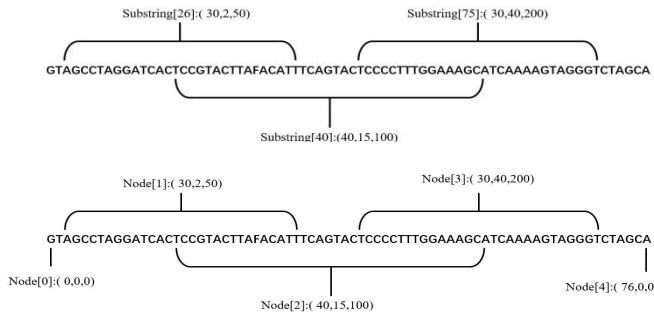 Substring[26]:( 30,2,50) Substring[75]:( 30,40,200)
GTAGCCTAGGATCACTCCGTACTTAFACATTTCAGTACTCCCCTTTGGAAAGCATCAAAAGTAGGGTCTAGCA
Substring[40]:(40,15,100)
Node[1]:( 30,2,50) Node[3]:( 30,40,200)
GTAGCCTAGGATCACTCCGTACTTAFACATTTCAGTACTCCCCTTTGGAAAGCATCAAAAGTAGGGTCTAGCA
Node[0]:( 0,0,0) Node[4]:( 76,0,0
Node[2]:( 40,15,100)